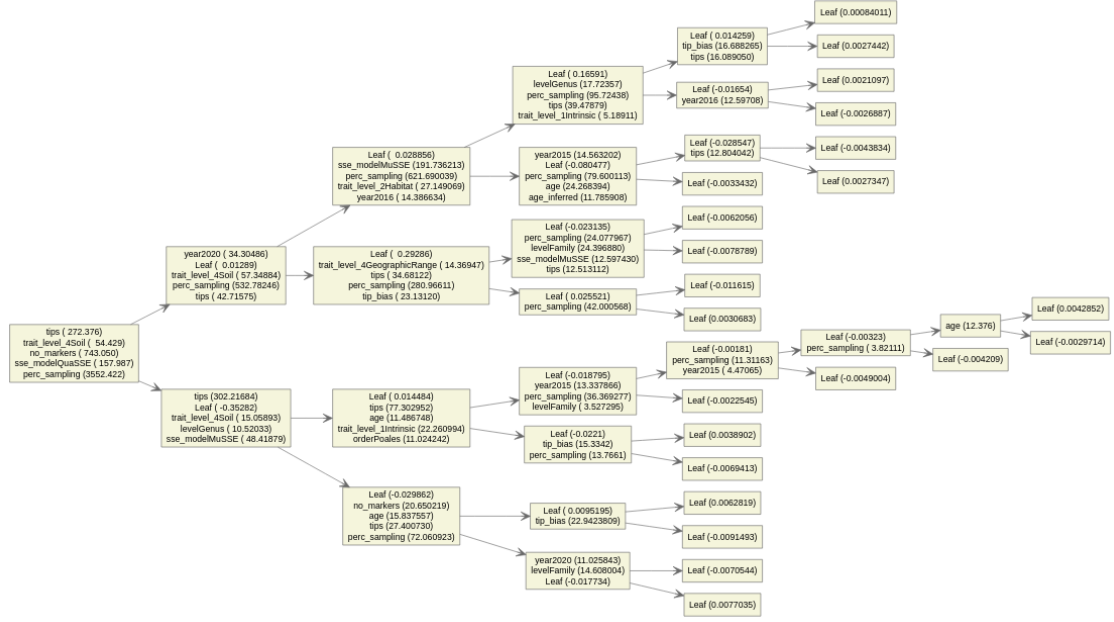 tips ( 272.376)
trait_level_4Soil ( 54.429)
no_markers ( 743.050)
sse_modelQuaSSE ( 157.987)
perc_sampling (3552.422)
year2020 ( 34.30486)
Leaf ( 0.01289)
trait_level_4Soil ( 57.34884)
perc_sampling (532.78246)
tips ( 42.71575)
tips (302.21684)
Leaf ( -0.35282)
trait_level_4Soil ( 15.05893)
levelGenus ( 10.52033)
sse_modelMuSSE ( 48.41879)
Leaf ( 0.028856)
sse_modelMuSSE (191.736213)
perc_sampling (621.690039)
trait_level_2Habitat ( 27.149069)
year2016 ( 14.386634)
Leaf ( 0.29286)
trait_level_4GeographicRange ( 14.36947)
tips ( 34.68122)
perc_sampling (280.96611)
tip_bias ( 23.13120)
Leaf ( 0.014484)
tips (77.302952)
age (11.486748)
trait_level_1Intrinsic (22.260994)
orderPoales (11.024242)
Leaf (-0.029862)
no_markers (20.650219)
age (15.837557)
tips (27.400730)
perc_sampling (72.060923)
Leaf ( 0.16591)
levelGenus (17.72357)
perc_sampling (95.72438)
tips (39.47879)
trait_level_1Intrinsic ( 5.18911)
year2015 (14.563202)
Leaf (-0.080477)
perc_sampling (79.600113)
age (24.268394)
age_inferred (11.785908)
Leaf (-0.023135)
perc_sampling (24.077967)
levelFamily (24.396880)
sse_modelMuSSE (12.597430)
tips (12.513112)
Leaf ( 0.025521)
perc_sampling (42.000568)
Leaf (-0.018795)
year2015 (13.337866)
perc_sampling (36.369277)
levelFamily ( 3.527295)
Leaf (-0.0221)
tip_bias (15.3342)
perc_sampling (13.7661)
Leaf ( 0.0095195)
tip_bias (22.9423809)
year2020 (11.025843)
levelFamily (14.608004)
Leaf (-0.017734)
Leaf ( 0.014259)
tip_bias (16.688265)
tips (16.089050)
Leaf (-0.01654)
year2016 (12.59708)
Leaf (-0.028547)
tips (12.804042)
Leaf (-0.0033432)
Leaf (-0.0062056)
Leaf (-0.0078789)
Leaf (-0.011615)
Leaf (0.0030683)
Leaf (-0.00181)
perc_sampling (11.31163)
year2015 ( 4.47065)
Leaf (-0.0022545)
Leaf (0.0038902)
Leaf (-0.0069413)
Leaf (0.0062819)
Leaf (-0.0091493)
Leaf (-0.0070544)
Leaf (0.0077035)
Leaf (0.00084011)
Leaf (0.0027442)
Leaf (0.0021097)
Leaf (-0.0026887)
Leaf (-0.0043834)
Leaf (0.0027347)
Leaf (-0.00323)
perc_sampling ( 3.82111)
Leaf (-0.0049004)
age (12.376)
Leaf (-0.004209)
Leaf (0.0042852)
Leaf (-0.0029714)